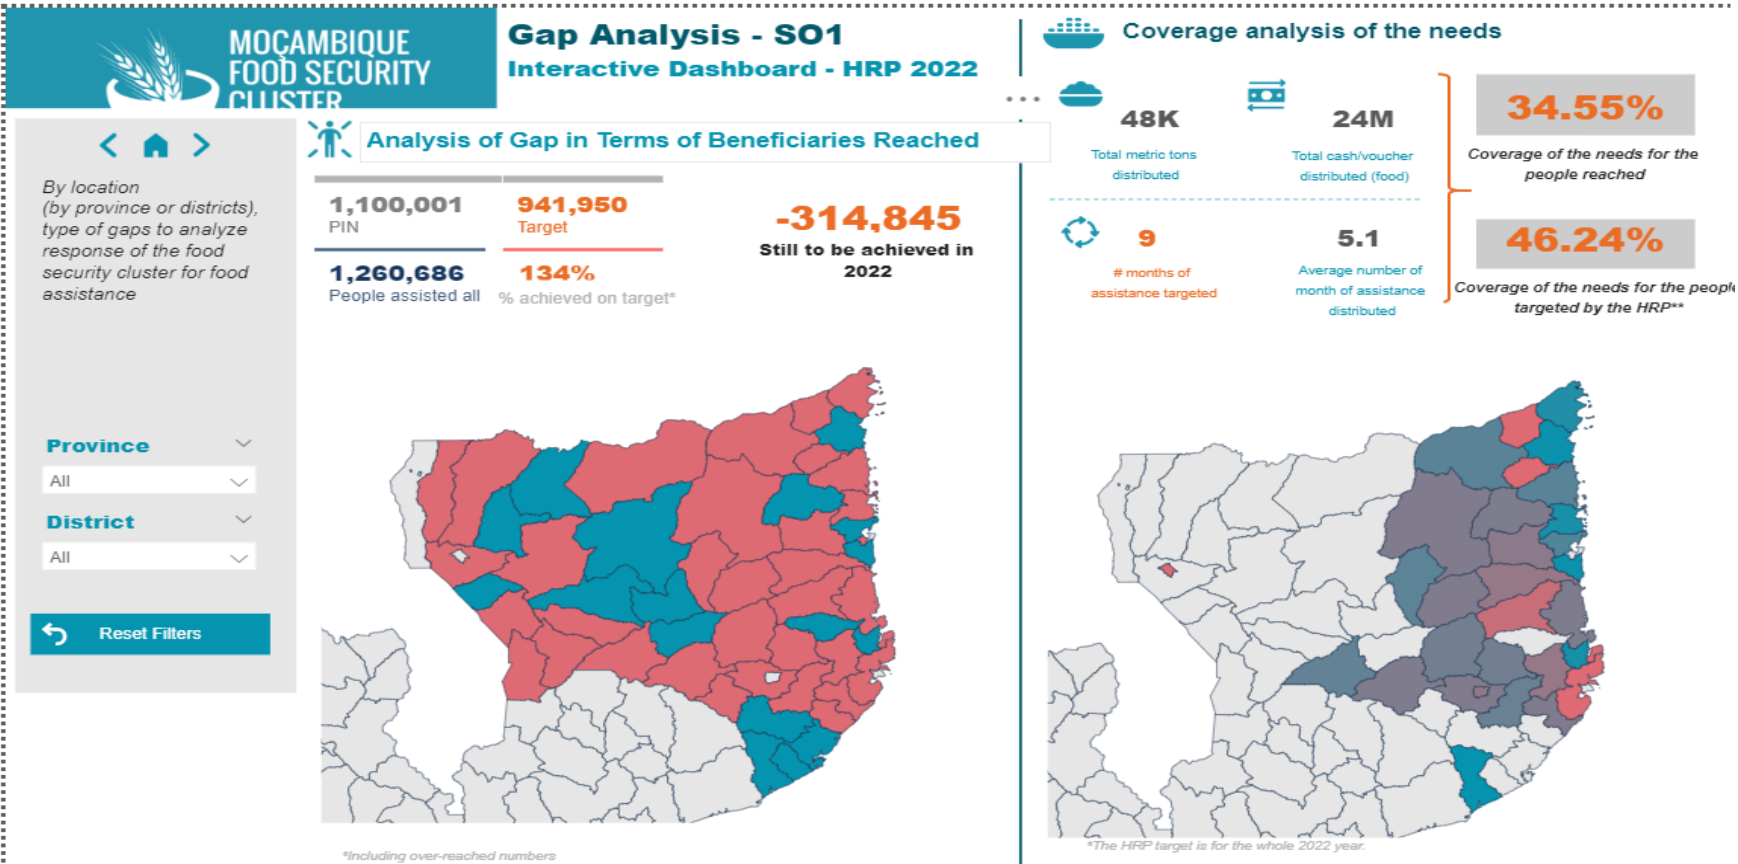 MOÇAMBIQUE
FOOD SECURITY
CLUSTER
Gap Analysis - SO1
Interactive Dashboard - HRP 2022
By location
(by province or districts),
type of gaps to analyze
response of the food
security cluster for food
assistance
Province
All
District
All
Reset Filters
Analysis of Gap in Terms of Beneficiaries Reached
1,100,001
PIN
941,950
Target
1,260,686
People assisted all
134%
% achieved on target*
-314,845
Still to be achieved in
2022
*Including over-reached numbers
Coverage analysis of the needs
48K
Total metric tons
distributed
24M
Total cash/voucher
distributed (food)
9
# months of
assistance targeted
5.1
Average number of
month of assistance
distributed
34.55%
Coverage of the needs for the
people reached
46.24%
Coverage of the needs for the people
targeted by the HRP**
*The HRP target is for the whole 2022 year.